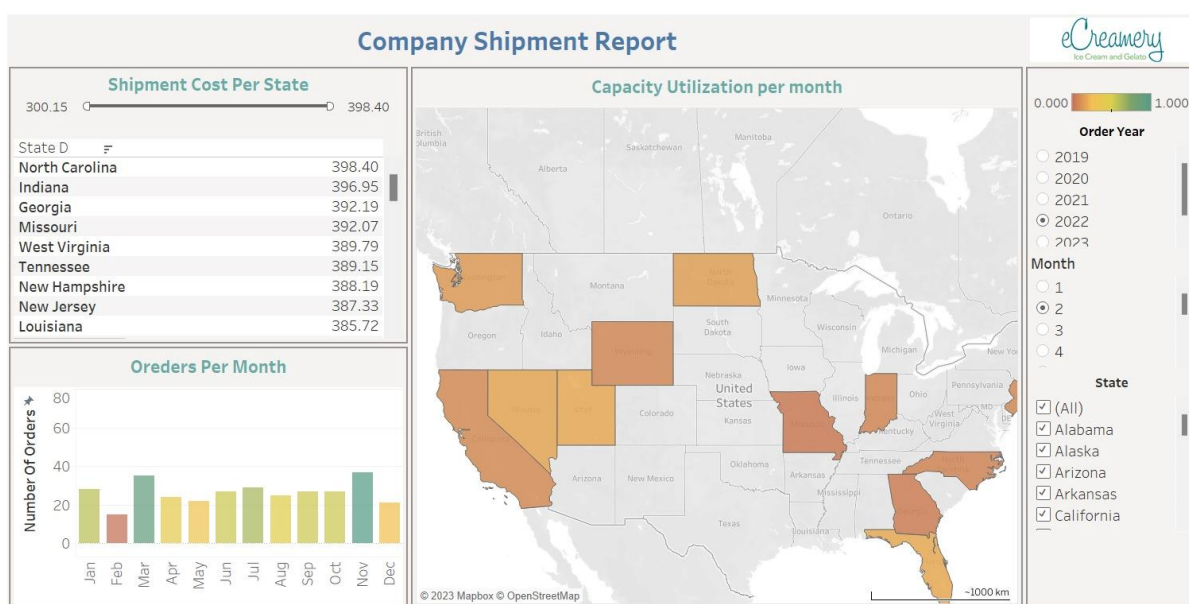 Company Shipment Report
eCreamery
Ice Cream and Gelato
Shipment Cost Per State
300.15 398.40
State D
North Carolina 398.40
Indiana 396.95
Georgia 392.19
Missouri 392.07
West Virginia 389.79
Tennessee 389.15
New Hampshire 388.19
New Jersey 387.33
Louisiana 385.72
Oreders Per Month
Number Of Orders
80
60
40
20
0
Jan Feb Mar Apr May Jun Jul Aug Sep Oct Nov Dec
Capacity Utilization per month
British
Columbia
Alberta
Saskatchewan
Manitoba
Ontario
Washington
Montana
North
Dakota
Minnesota
Oregon
Idaho
Wyoming
South
Dakota
Wisconsin
Michigan
New Yo
Nebraska
Iowa
United
States
Nevada
Utah
Colorado
Kansas
Missouri
Illinois
Indiana
Ohio
Pennsylvania
MD
DE
West
Virginia
Kentucky
California
Arizona
New Mexico
Oklahoma
Arkansas
Tennessee
North
Mississippi
Georgia
Texas
Louisiana
© 2023 Mapbox © OpenStreetMap
~1000 km
0.000 1.000
Order Year
2019
2020
2021
2022
2023
Month
1
2
3
4
State
(All)
Alabama
Alaska
Arizona
Arkansas
California